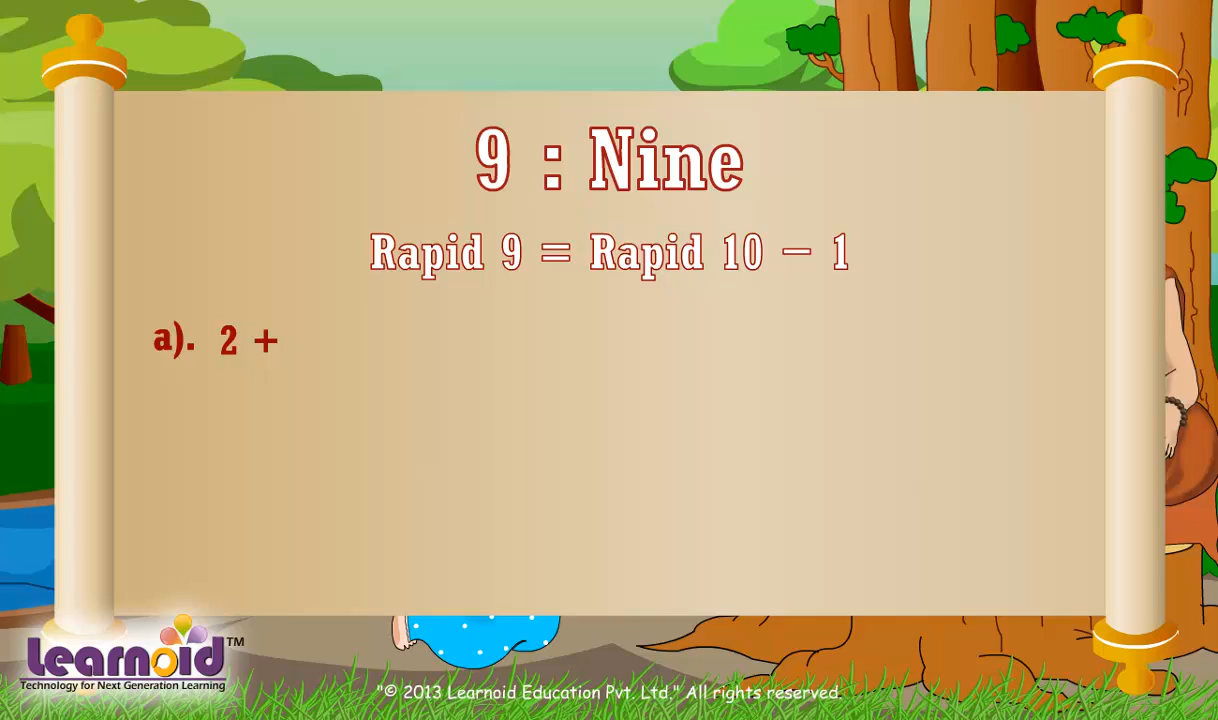 9 : Nine
Rapid 9 = Rapid 10 − 1
a). 2 +
Learnoid™
Technology for Next Generation Learning
"© 2013 Learnoid Education Pvt. Ltd." All rights reserved.